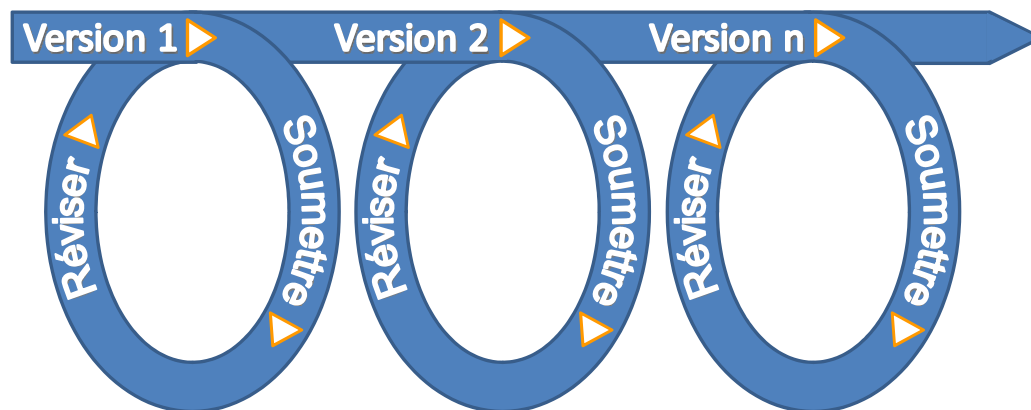 Version 1
Version 2
Version n
Réviser
Soumettre
Réviser
Soumettre
Réviser
Soumettre